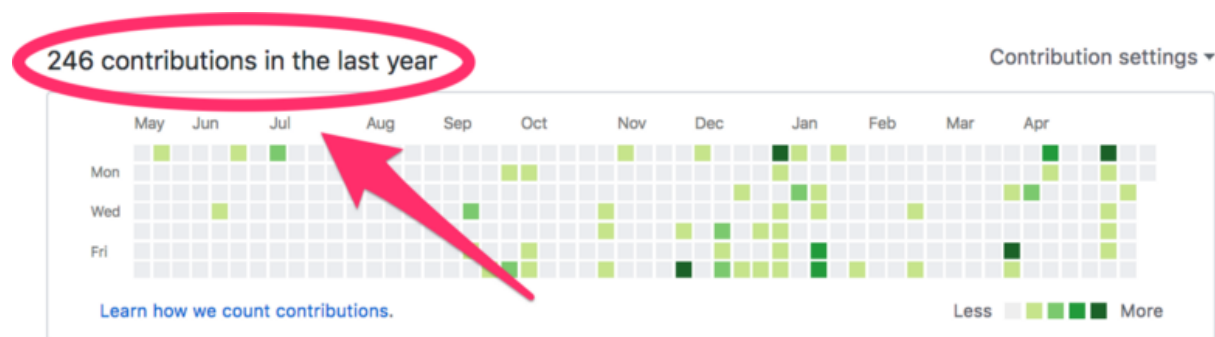 246 contributions in the last year
Contribution settings
May Jun Jul Aug Sep Oct Nov Dec Jan Feb Mar Apr
Mon
Wed
Fri
Learn how we count contributions.
Less More